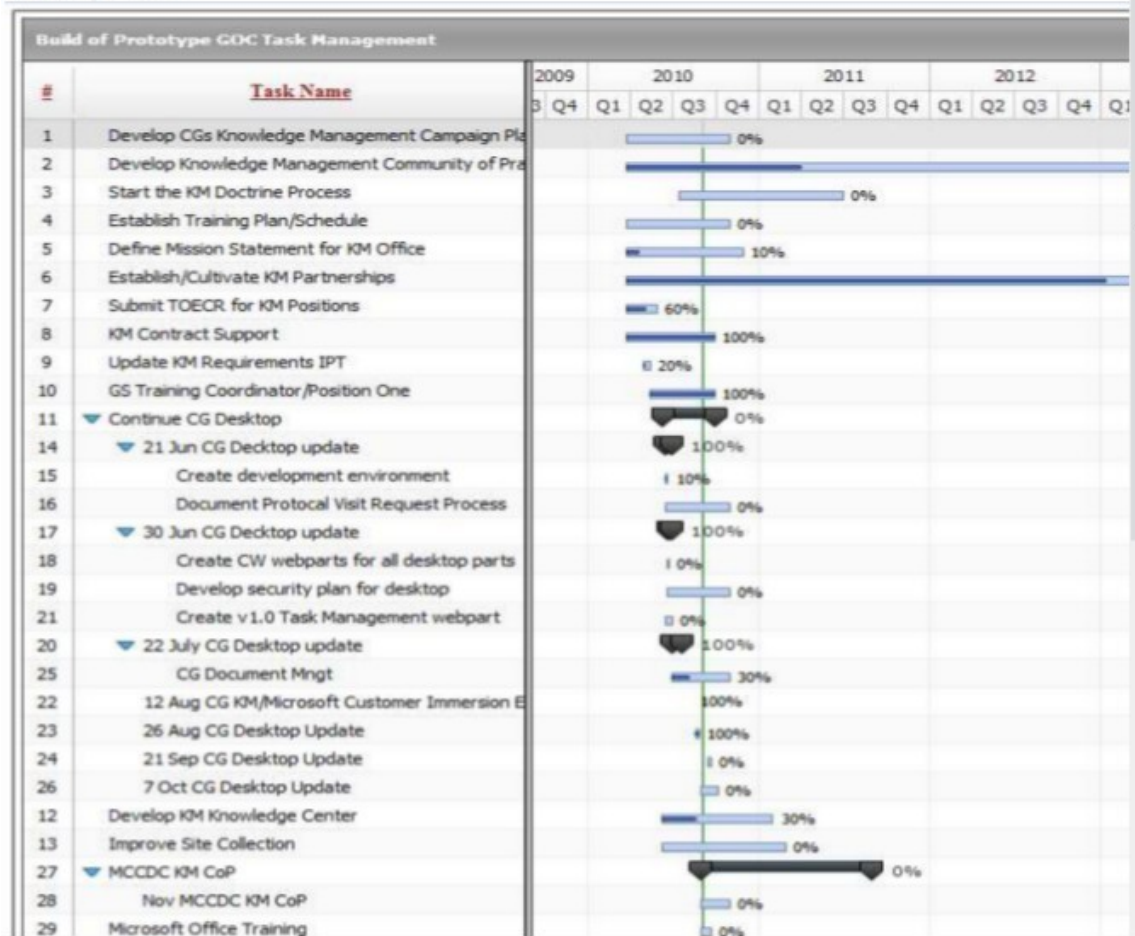 Build of Prototype GOC Task Management
# Task Name 2009 2010 2011 2012
3 Q4 Q1 Q2 Q3 Q4 Q1 Q2 Q3 Q4 Q1 Q2 Q3 Q4 Q1
1 Develop CGs Knowledge Management Campaign Pla 0%
2 Develop Knowledge Management Community of Pra
3 Start the KM Doctrine Process 0%
4 Establish Training Plan/Schedule 0%
5 Define Mission Statement for KM Office 10%
6 Establish/Cultivate KM Partnerships
7 Submit TOECR for KM Positions 60%
8 KM Contract Support 100%
9 Update KM Requirements IPT 20%
10 GS Training Coordinator/Position One 100%
11 Continue CG Desktop 0%
14 21 Jun CG Decktop update 100%
15 Create development environment 10%
16 Document Protocal Visit Request Process 0%
17 30 Jun CG Decktop update 100%
18 Create CW webparts for all desktop parts 0%
19 Develop security plan for desktop 0%
21 Create v1.0 Task Management webpart 0%
20 22 July CG Desktop update 100%
25 CG Document Mngt 30%
22 12 Aug CG KM/Microsoft Customer Immersion E 100%
23 26 Aug CG Desktop Update 100%
24 21 Sep CG Desktop Update 0%
26 7 Oct CG Desktop Update 0%
12 Develop KM Knowledge Center 30%
13 Improve Site Collection 0%
27 MCCDC KM CoP 0%
28 Nov MCCDC KM CoP 0%
29 Microsoft Office Training 0%